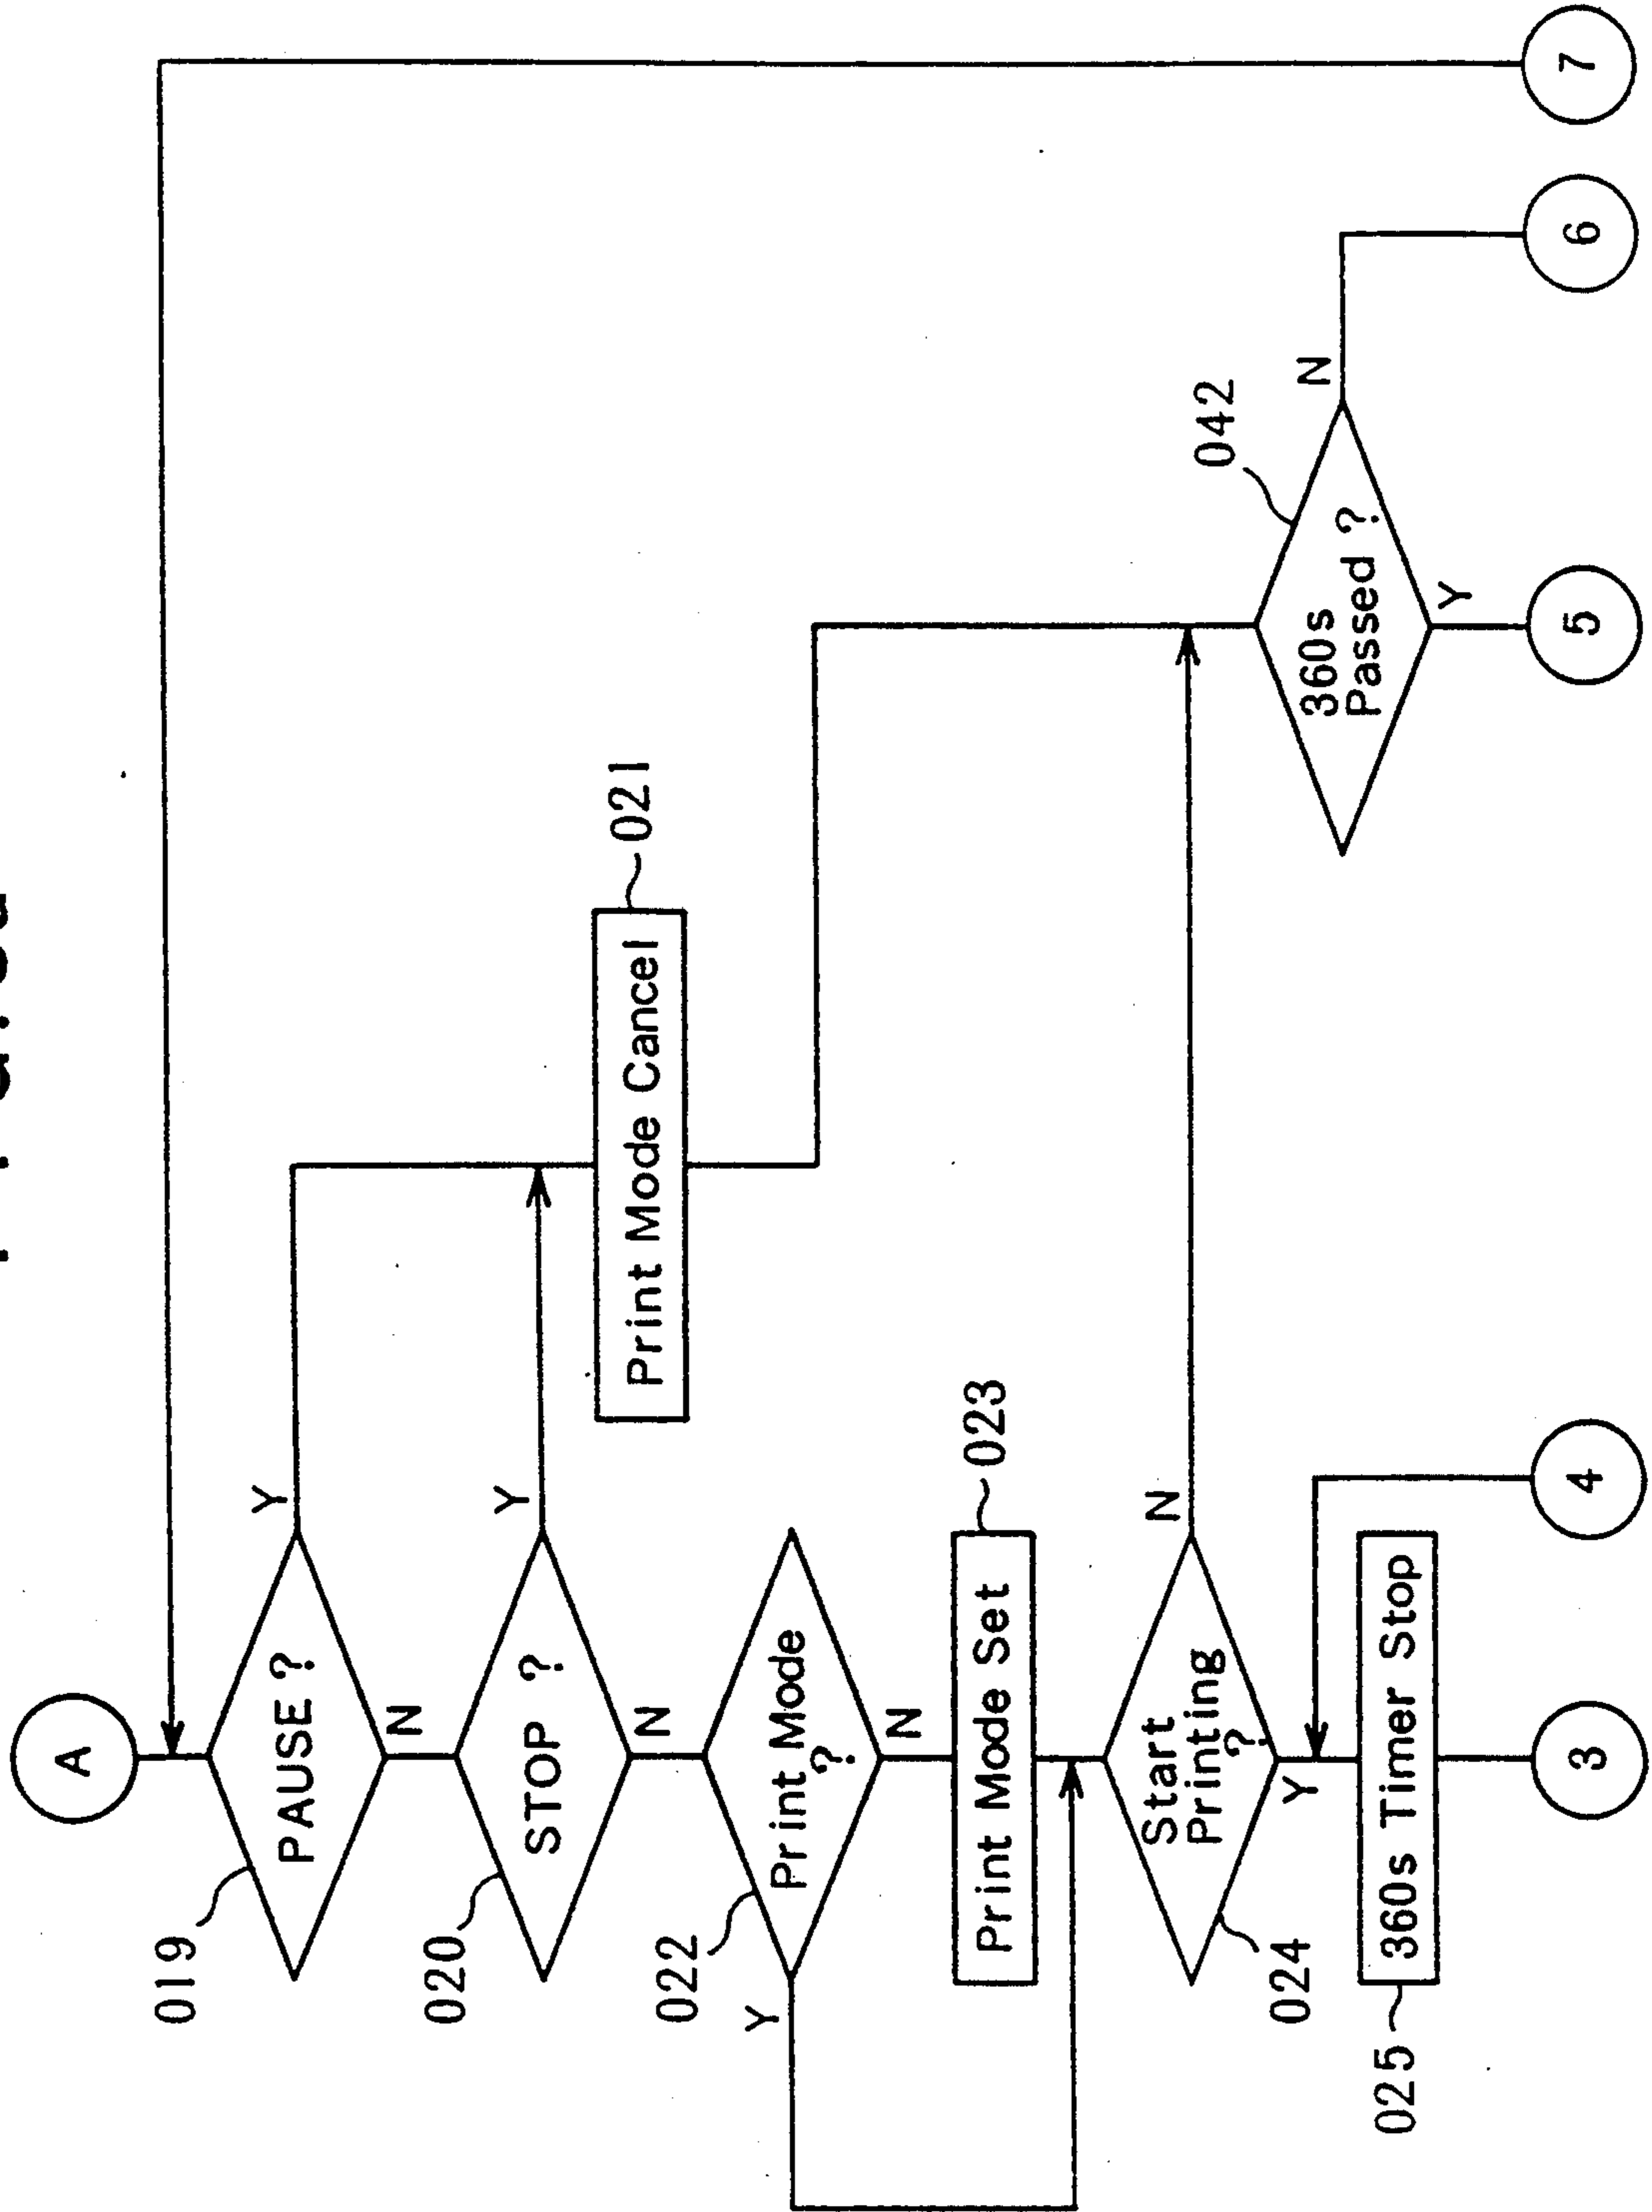 A
019
PAUSE ?
Y
N
020
STOP ?
Y
N
021
Print Mode Cancel
022
Print Mode
?
Y
N
023
Print Mode Set
024
Start
Printing
?
N
Y
042
360s
Passed ?
N
Y
025
360s Timer Stop
3
4
5
6
7